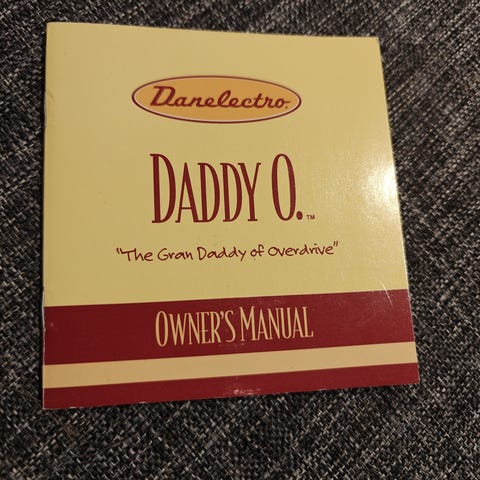 Danelectro.
DADDY O.™
"The Gran Daddy of Overdrive"
OWNER'S MANUAL